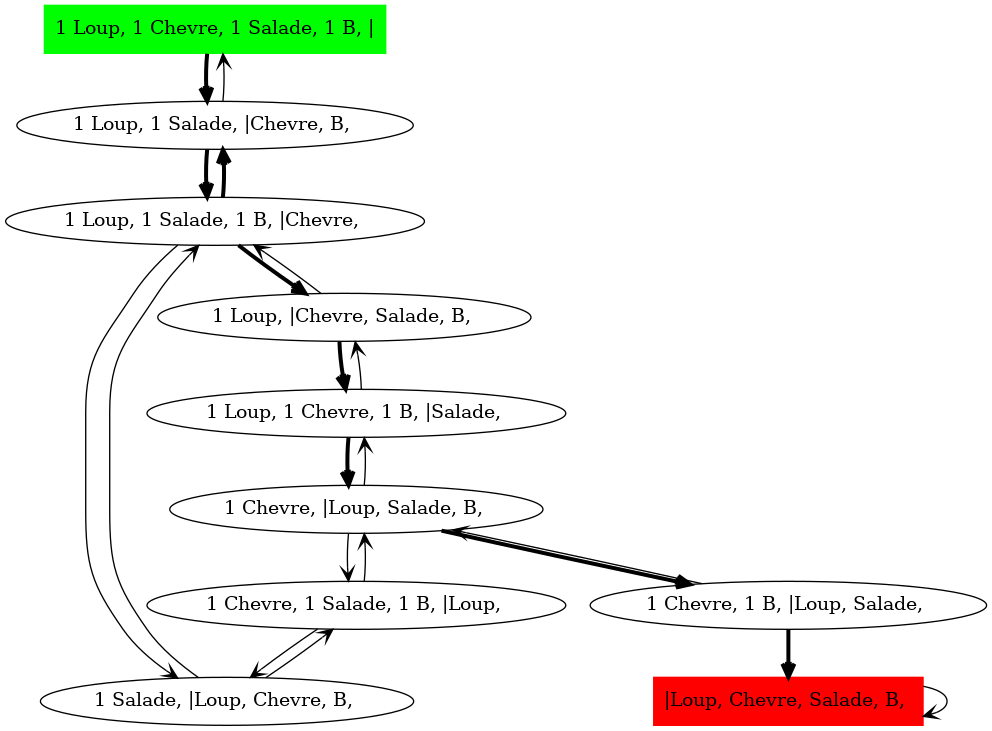 1 Loup, 1 Chevre, 1 Salade, 1 B, |
1 Loup, 1 Salade, |Chevre, B,
1 Loup, 1 Salade, 1 B, |Chevre,
1 Loup, |Chevre, Salade, B,
1 Loup, 1 Chevre, 1 B, |Salade,
1 Chevre, |Loup, Salade, B,
1 Chevre, 1 Salade, 1 B, |Loup,
1 Chevre, 1 B, |Loup, Salade,
1 Salade, |Loup, Chevre, B,
|Loup, Chevre, Salade, B,